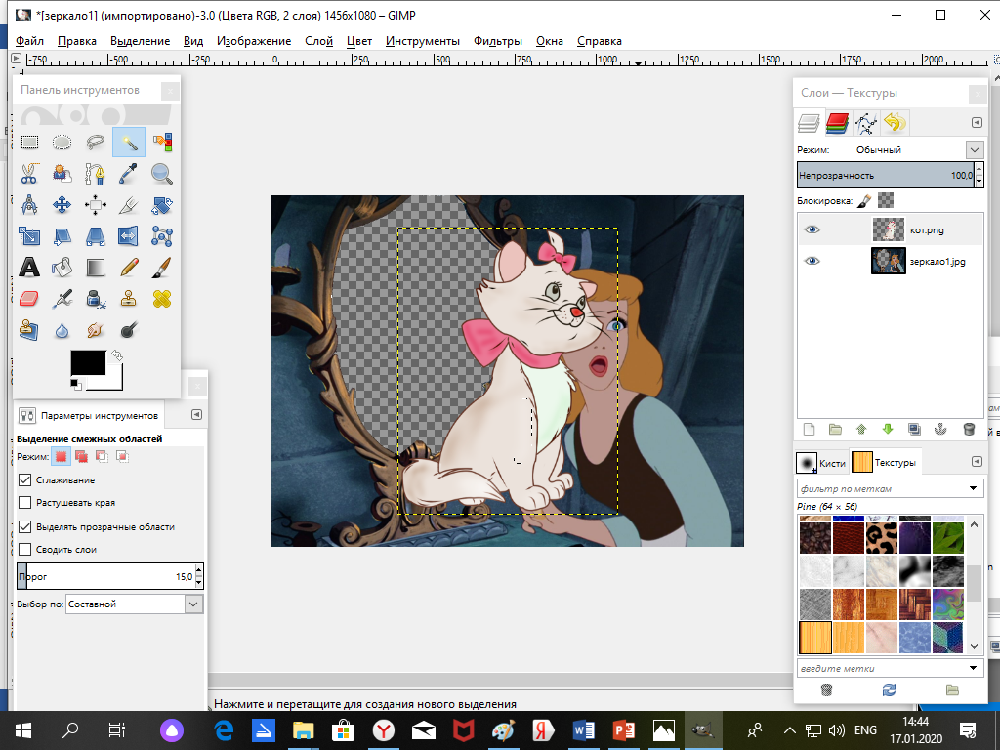 *[зеркало1] (импортировано)-3.0 (Цвета RGB, 2 слоя) 1456x1080 – GIMP
Файл Правка Выделение Вид Изображение Слой Цвет Инструменты Фильтры Окна Справка
-750 -500 -250 0 250 500 750 1000 1250 1500 1750 2000
Панель инструментов
Параметры инструментов
Выделение смежных областей
Режим:
Сглаживание
Растушевать края
Выделять прозрачные области
Сводить слои
Порог 15,0
Выбор по: Составной
Слои — Текстуры
Режим: Обычный
Непрозрачность 100,0
Блокировка:
кот.png
зеркало1.jpg
Кисти Текстуры
фильтр по меткам
Pine (64 × 56)
введите метки
Нажмите и перетащите для создания нового выделения
ENG
14:44
17.01.2020